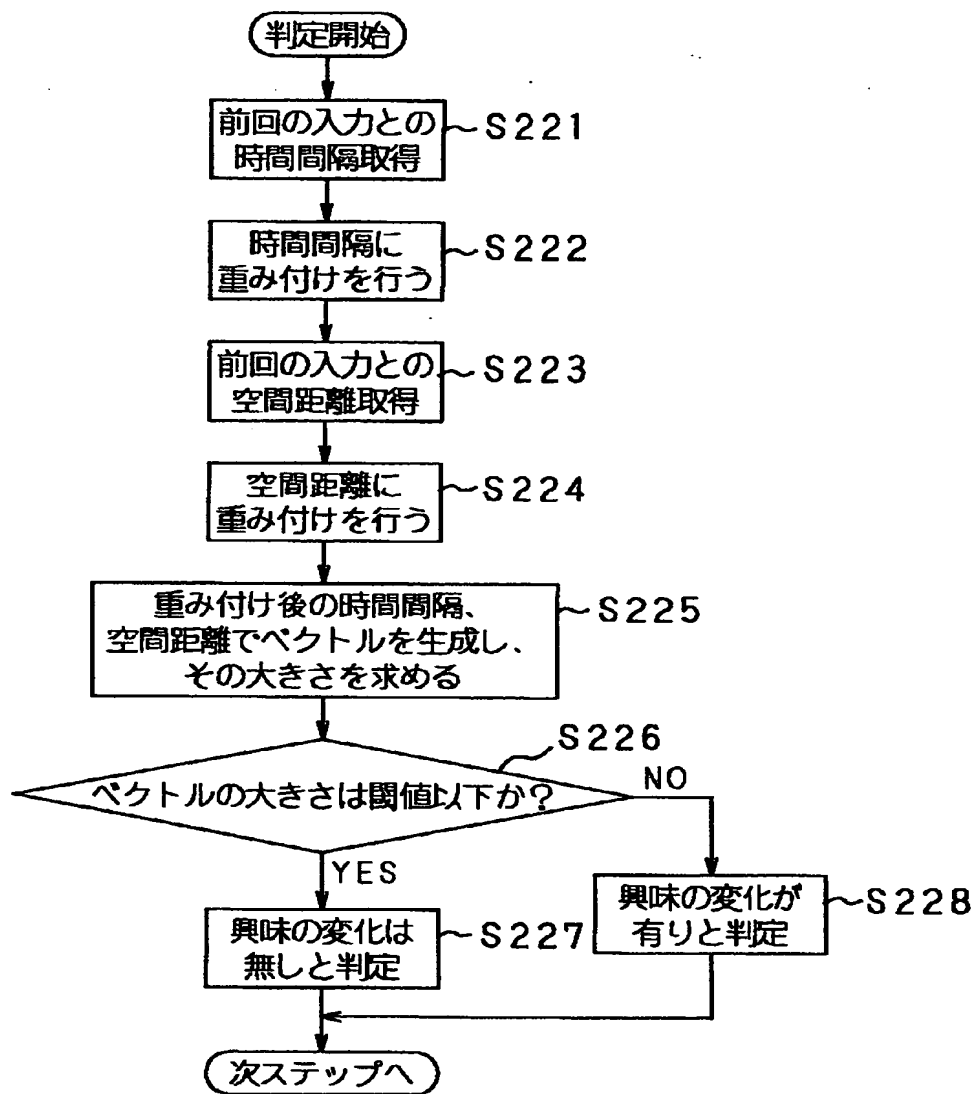 判定開始
前回の入力との
時間間隔取得
S221
時間間隔に
重み付けを行う
S222
前回の入力との
空間距離取得
S223
空間距離に
重み付けを行う
S224
重み付け後の時間間隔、
空間距離でベクトルを生成し、
その大きさを求める
S225
S226
ベクトルの大きさは閾値以下か?
NO
YES
興味の変化は
無しと判定
S227
興味の変化が
有りと判定
S228
次ステップへ